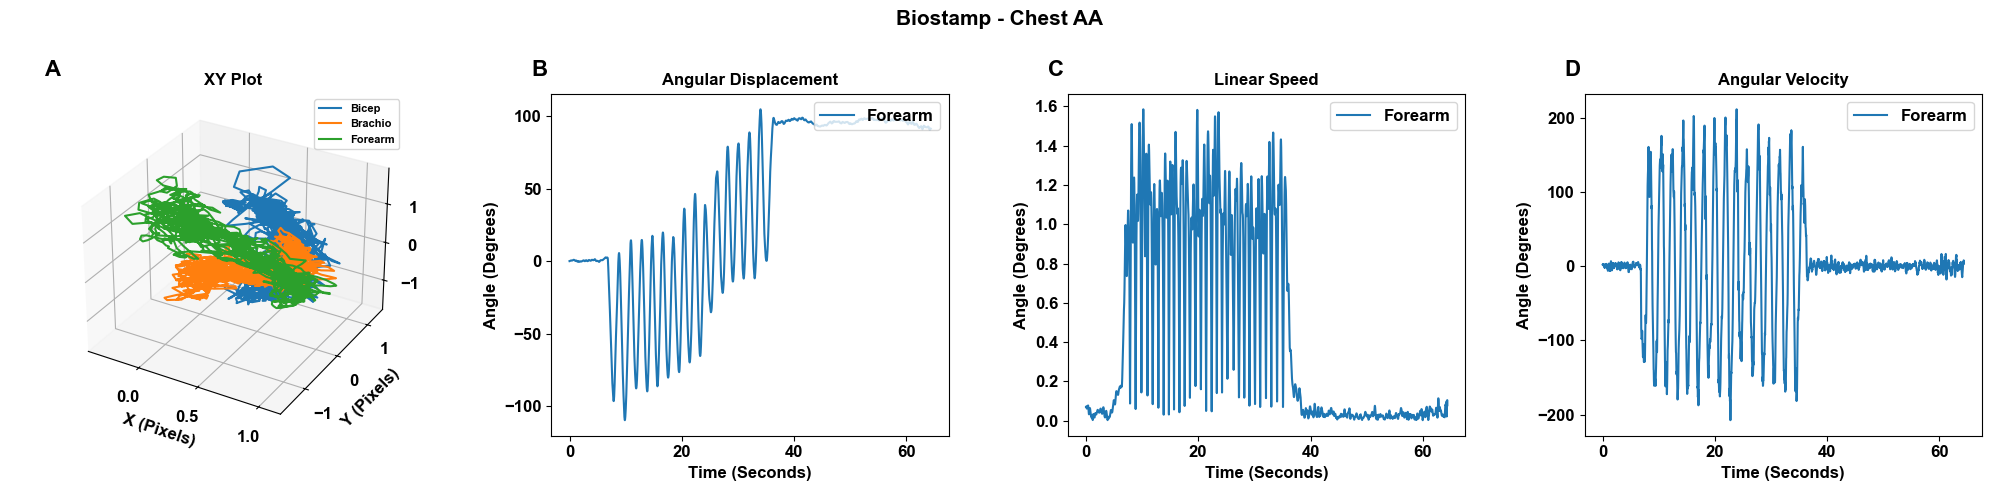 Biostamp - Chest AA
A
XY Plot
Bicep
Brachio
Forearm
1
0
−1
0.0
0.5
1.0
X (Pixels)
−1
0
1
Y (Pixels)
B
Angular Displacement
Forearm
100
50
0
−50
−100
Angle (Degrees)
0 20 40 60
Time (Seconds)
C
Linear Speed
Forearm
1.6
1.4
1.2
1.0
0.8
0.6
0.4
0.2
0.0
Angle (Degrees)
0 20 40 60
Time (Seconds)
D
Angular Velocity
Forearm
200
100
0
−100
−200
Angle (Degrees)
0 20 40 60
Time (Seconds)